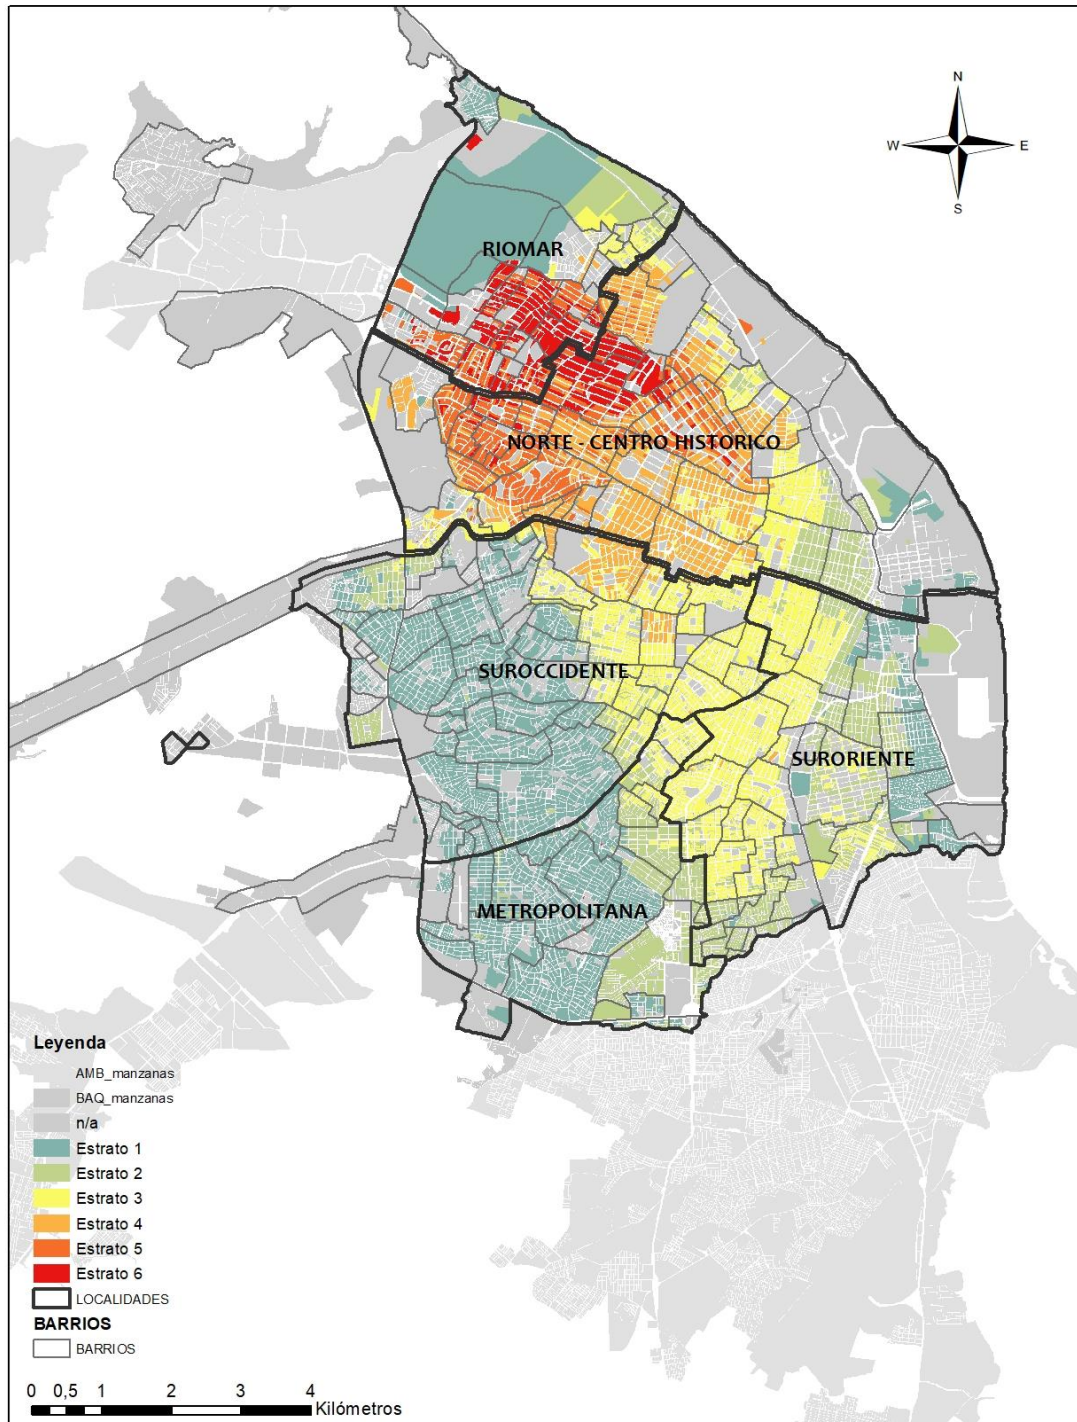 N
W E
S
RIOMAR
NORTE - CENTRO HISTORICO
SUROCCIDENTE
SURORIENTE
METROPOLITANA
Leyenda
AMB_manzanas
BAQ_manzanas
n/a
Estrato 1
Estrato 2
Estrato 3
Estrato 4
Estrato 5
Estrato 6
LOCALIDADES
BARRIOS
BARRIOS
0 0,5 1 2 3 4
Kilómetros